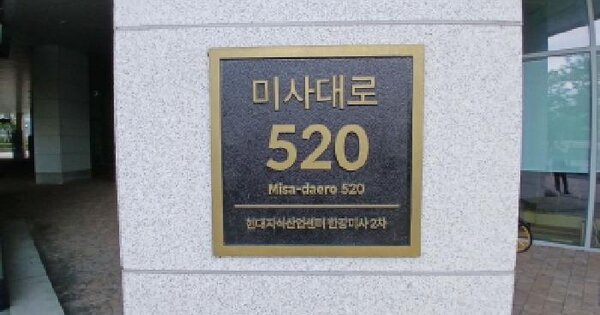 미사대로
520
Misa-daero 520
현대지식산업센터 한강미사 2차